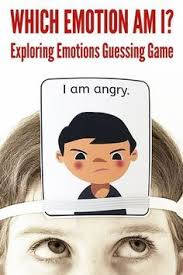 WHICH EMOTION AM I?
Exploring Emotions Guessing Game
I am angry.